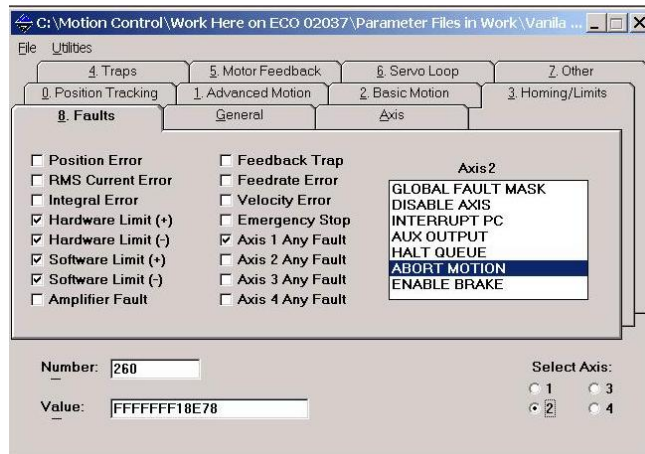 C:\Motion Control\Work Here on ECO 02037\Parameter Files in Work\Vanila ...
File Utilities
4. Traps 5. Motor Feedback 6. Servo Loop 7. Other
0. Position Tracking 1. Advanced Motion 2. Basic Motion 3. Homing/Limits
8. Faults General Axis
Position Error Feedback Trap Axis 2
RMS Current Error Feedrate Error GLOBAL FAULT MASK
Integral Error Velocity Error DISABLE AXIS
Hardware Limit (+) Emergency Stop INTERRUPT PC
Hardware Limit (-) Axis 1 Any Fault AUX OUTPUT
Software Limit (+) Axis 2 Any Fault HALT QUEUE
Software Limit (-) Axis 3 Any Fault ABORT MOTION
Amplifier Fault Axis 4 Any Fault ENABLE BRAKE
Number: 260 Select Axis:
1 3
Value: FFFFFFF18E78 2 4